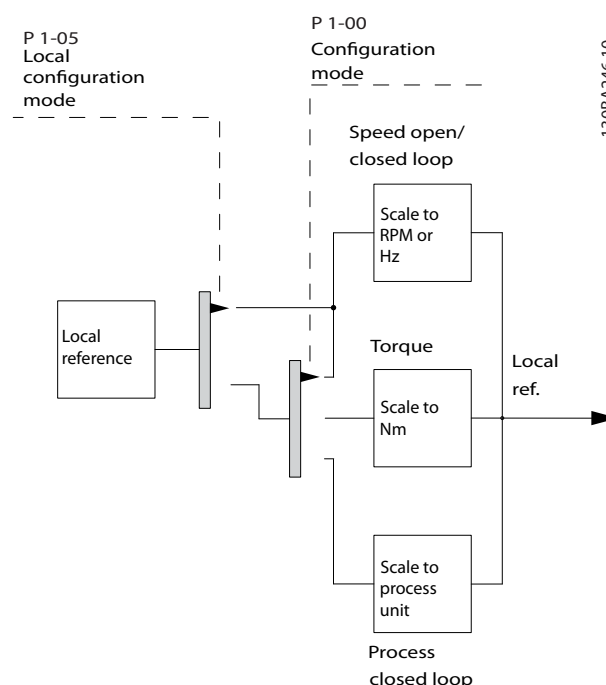 P 1-05
Local
configuration
mode
P 1-00
Configuration
mode
Speed open/
closed loop
Scale to
RPM or
Hz
Local
reference
Torque
Scale to
Nm
Local
ref.
Scale to
process
unit
Process
closed loop